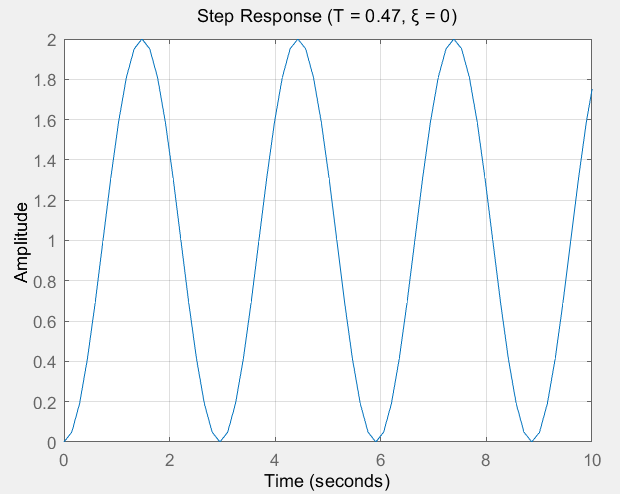 Step Response (T = 0.47, ξ = 0)
2
1.8
1.6
1.4
1.2
1
0.8
0.6
0.4
0.2
0
Amplitude
0 2 4 6 8 10
Time (seconds)